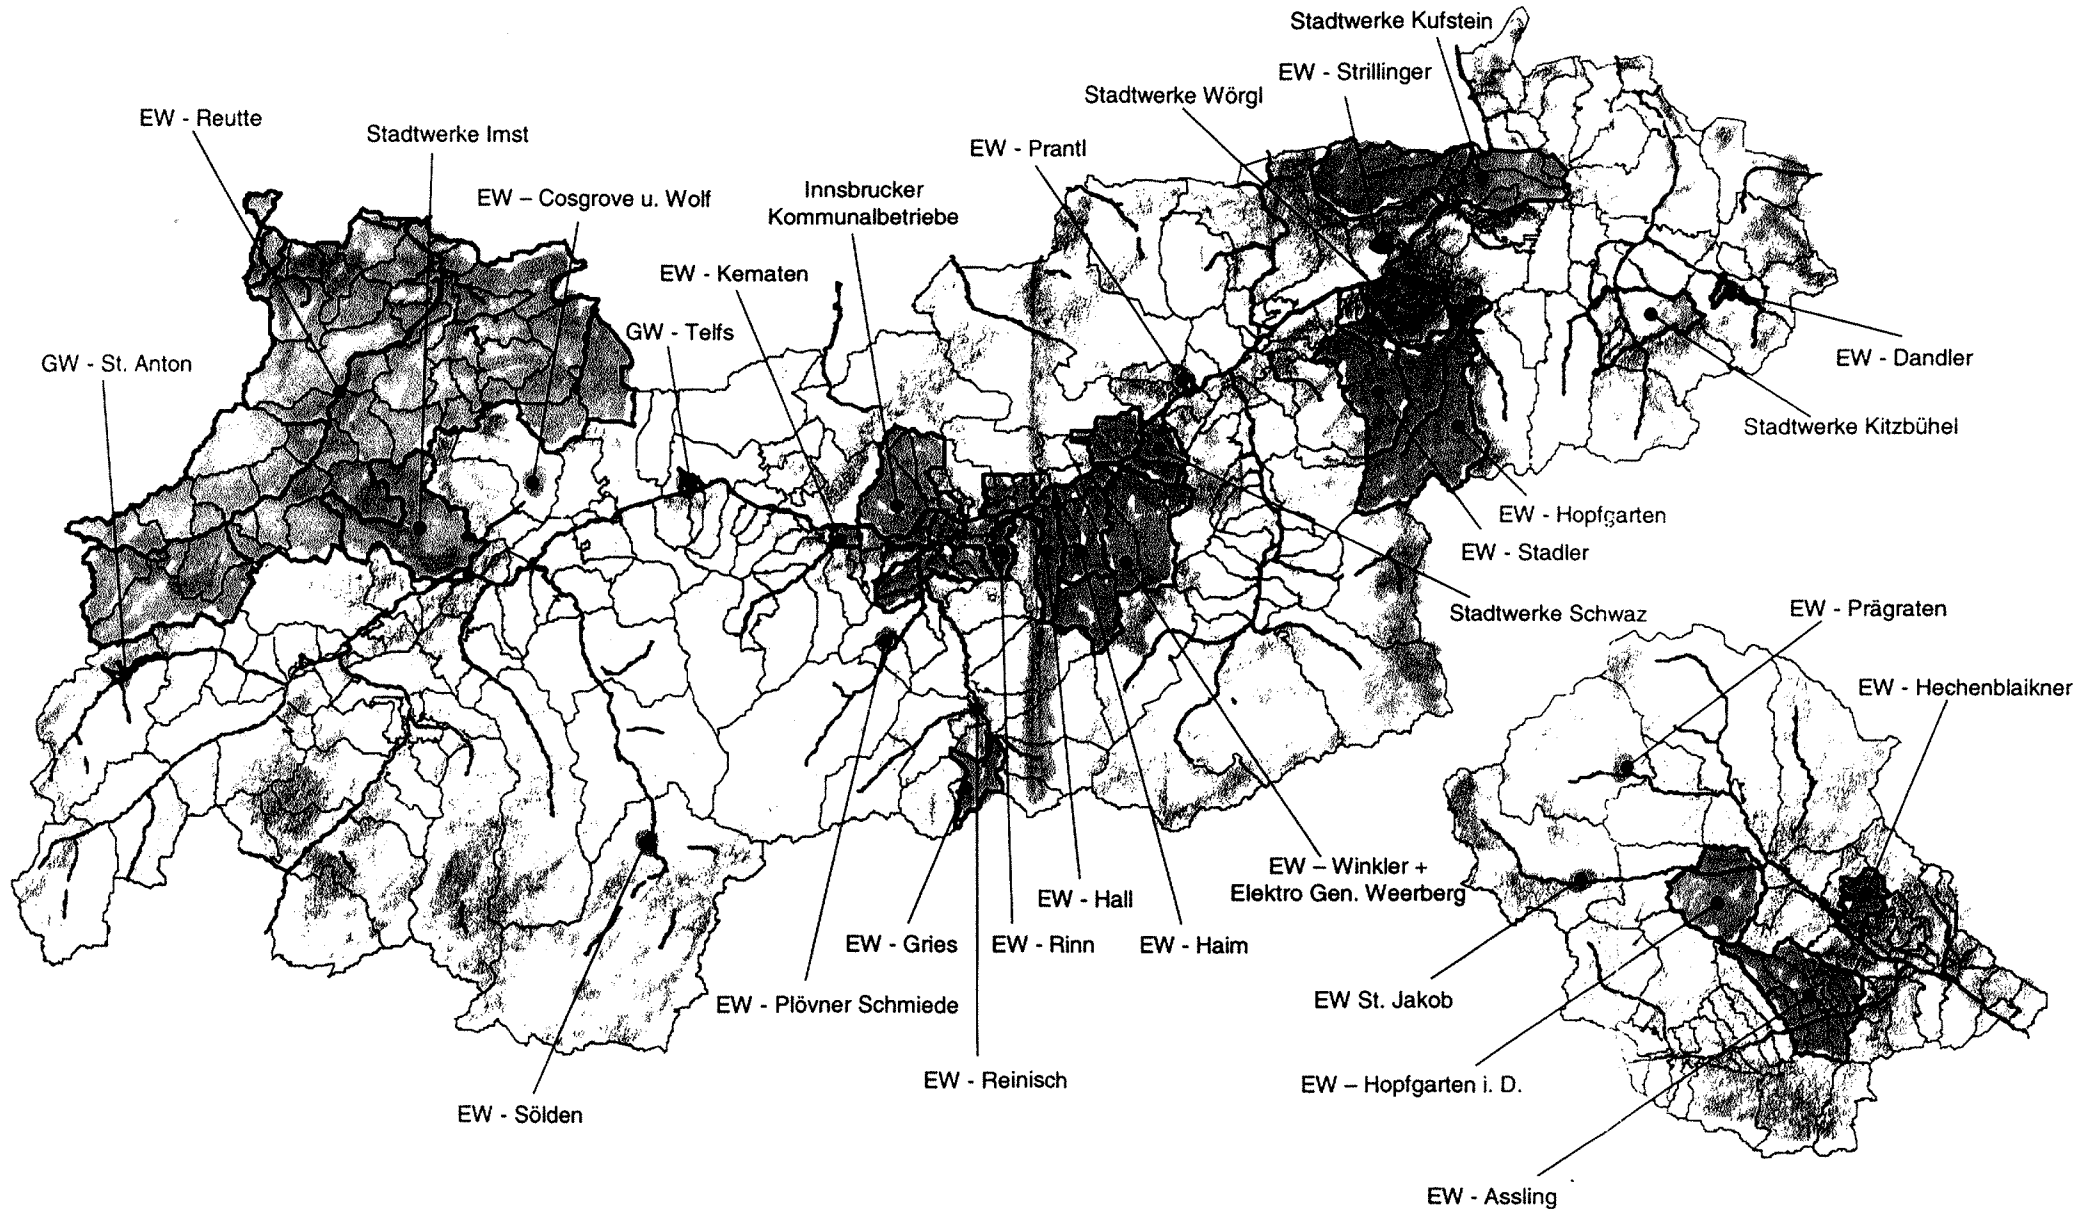 Stadtwerke Kufstein
EW - Strillinger
Stadtwerke Wörgl
EW - Reutte
Stadtwerke Imst
EW - Prantl
Innsbrucker
Kommunalbetriebe
EW – Cosgrove u. Wolf
EW - Kematen
GW - Telfs
GW - St. Anton
EW - Dandler
Stadtwerke Kitzbühel
EW - Hopfgarten
EW - Stadler
Stadtwerke Schwaz
EW - Prägraten
EW - Hechenblaikner
EW – Winkler +
Elektro Gen. Weerberg
EW - Hall
EW - Gries
EW - Rinn
EW - Haim
EW - Plövner Schmiede
EW St. Jakob
EW - Reinisch
EW – Hopfgarten i. D.
EW - Sölden
EW - Assling